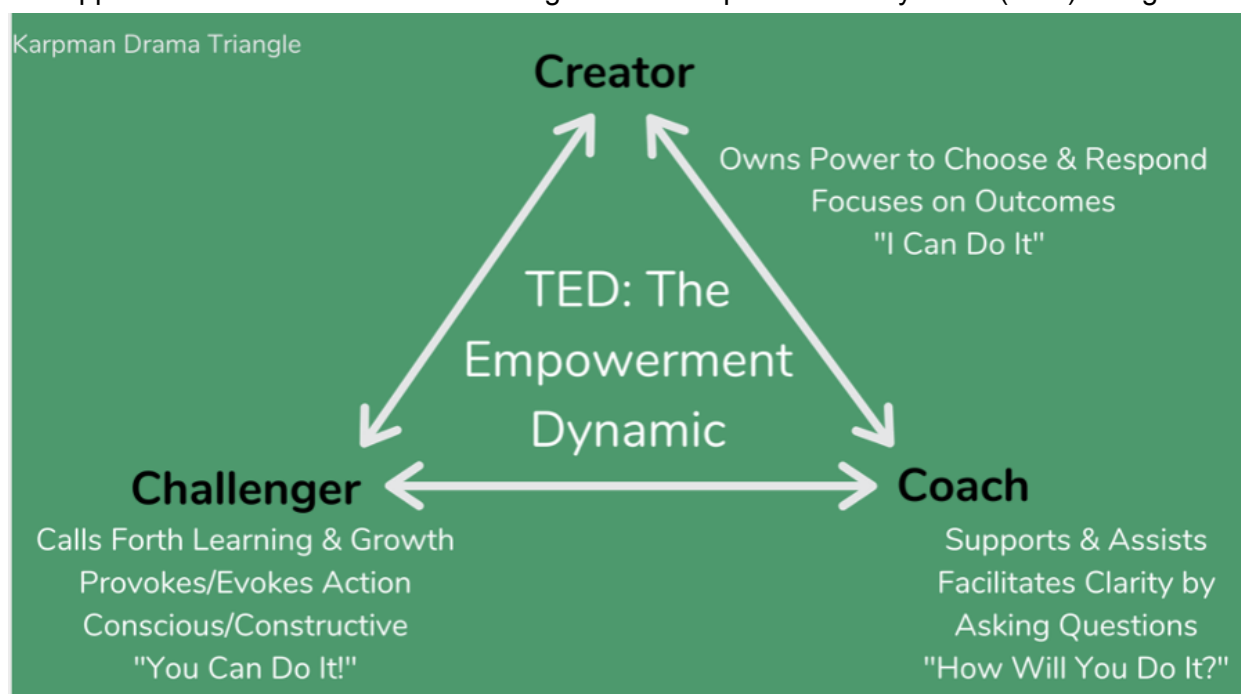 Karpman Drama Triangle
Creator
Owns Power to Choose & Respond
Focuses on Outcomes
"I Can Do It"
TED: The
Empowerment
Dynamic
Challenger
Calls Forth Learning & Growth
Provokes/Evokes Action
Conscious/Constructive
"You Can Do It!"
Coach
Supports & Assists
Facilitates Clarity by
Asking Questions
"How Will You Do It?"